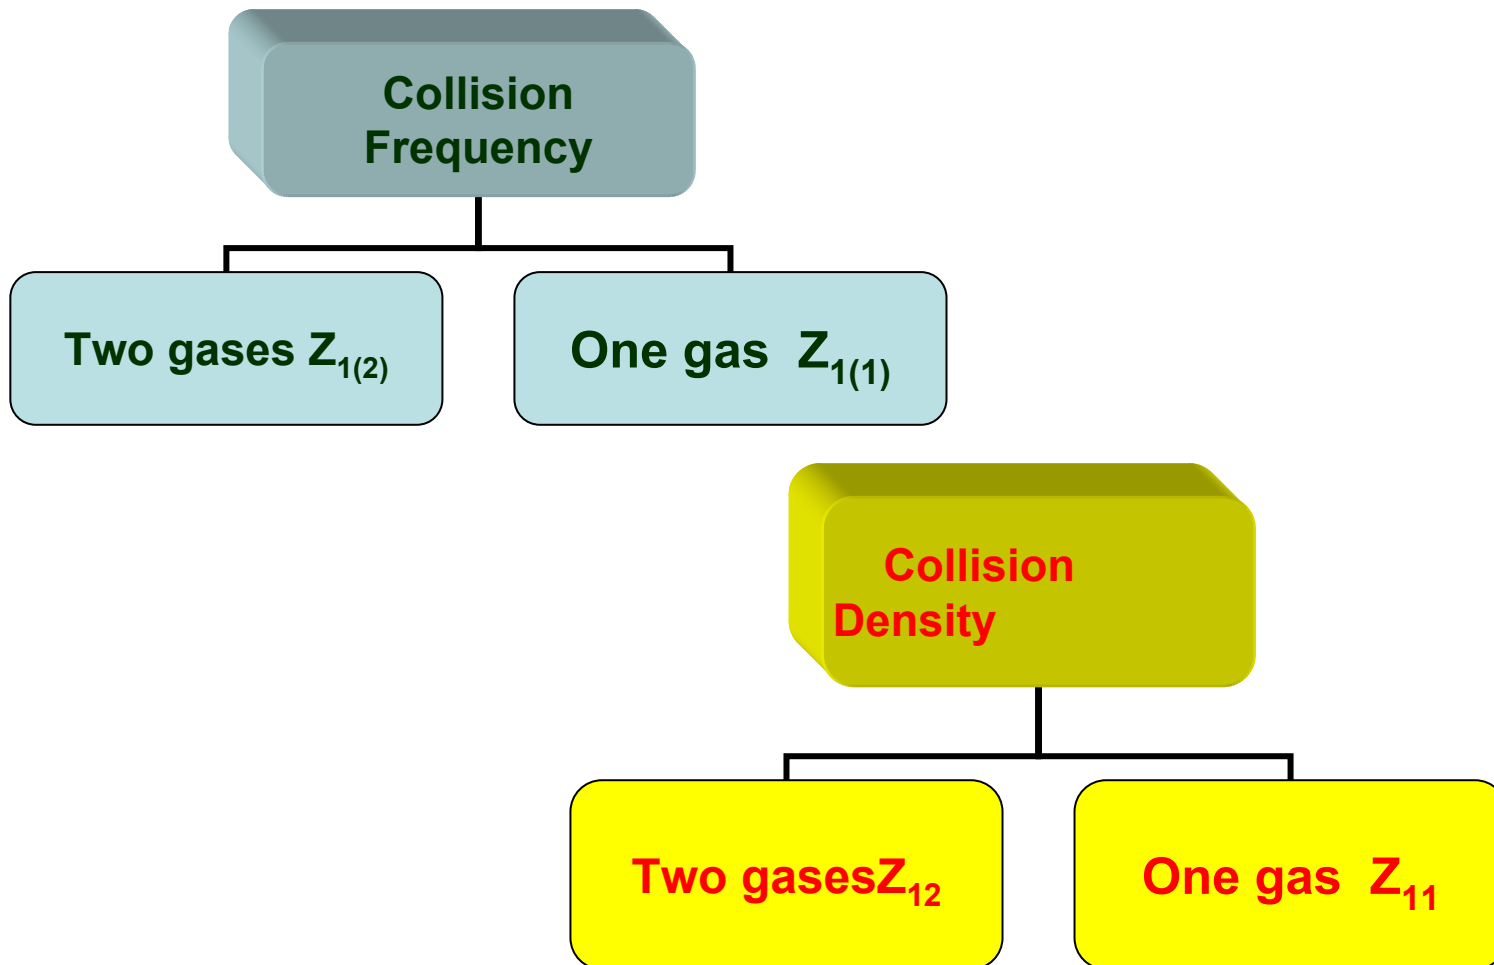 Collision
Frequency
Two gases Z1(2)
One gas Z1(1)
Collision
Density
Two gasesZ12
One gas Z11